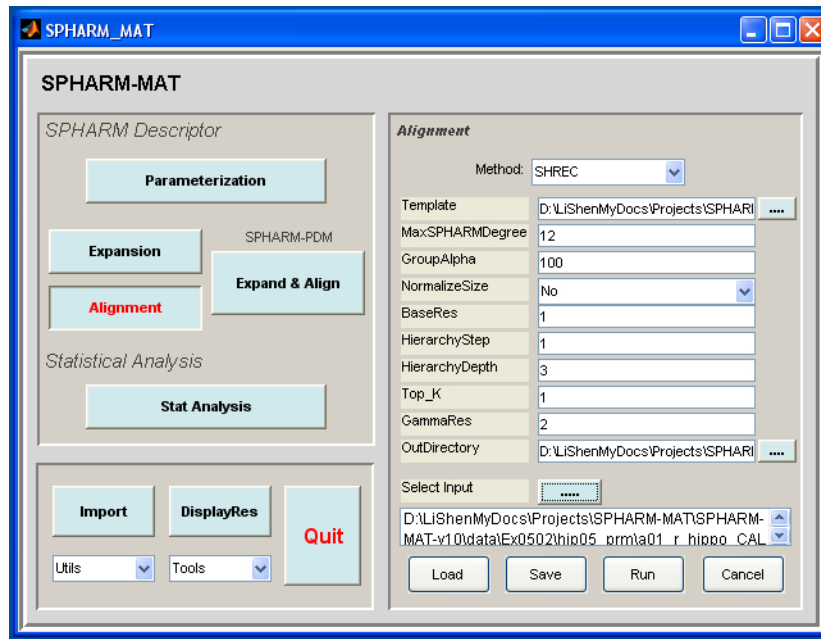 SPHARM_MAT
SPHARM-MAT
SPHARM Descriptor
Parameterization
Expansion
SPHARM-PDM
Expand & Align
Alignment
Statistical Analysis
Stat Analysis
Import
DisplayRes
Quit
Utils
Tools
Alignment
Method: SHREC
Template D:\LiShenMyDocs\Projects\SPHARI ....
MaxSPHARMDegree 12
GroupAlpha 100
NormalizeSize No
BaseRes 1
HierarchyStep 1
HierarchyDepth 3
Top_K 1
GammaRes 2
OutDirectory D:\LiShenMyDocs\Projects\SPHARI ....
Select Input .....
D:\LiShenMyDocs\Projects\SPHARM-MAT\SPHARM-
MAT-v10\data\Ex0502\hip05_prm\a01_r_hippo_CAL
Load Save Run Cancel